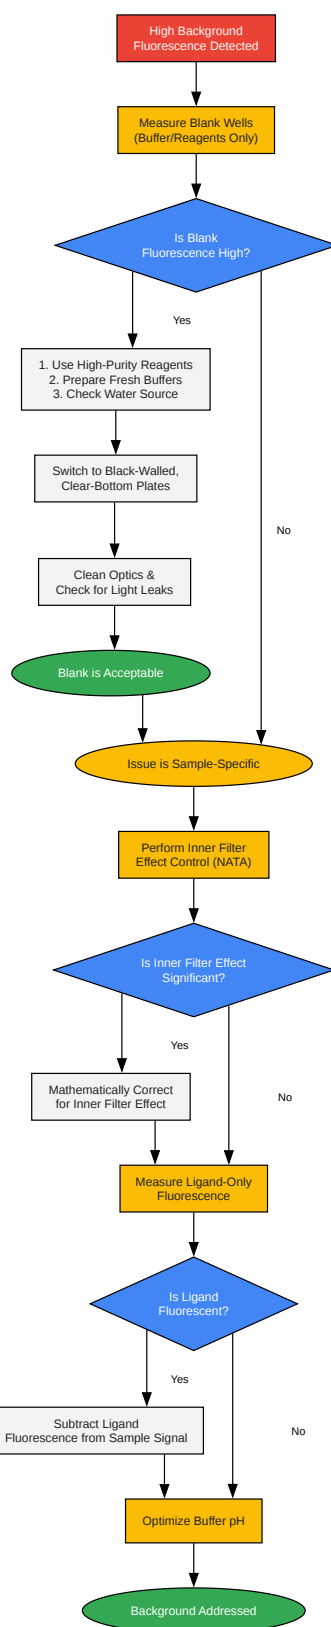 High Background
Fluorescence Detected
Measure Blank Wells
(Buffer/Reagents Only)
Is Blank
Fluorescence High?
Yes
1. Use High-Purity Reagents
2. Prepare Fresh Buffers
3. Check Water Source
Switch to Black-Walled,
Clear-Bottom Plates
No
Clean Optics &
Check for Light Leaks
Blank is Acceptable
Issue is Sample-Specific
Perform Inner Filter
Effect Control (NATA)
Is Inner Filter Effect
Significant?
Yes
Mathematically Correct
for Inner Filter Effect
No
Measure Ligand-Only
Fluorescence
Is Ligand
Fluorescent?
Yes
Subtract Ligand
Fluorescence from Sample Signal
No
Optimize Buffer pH
Background Addressed